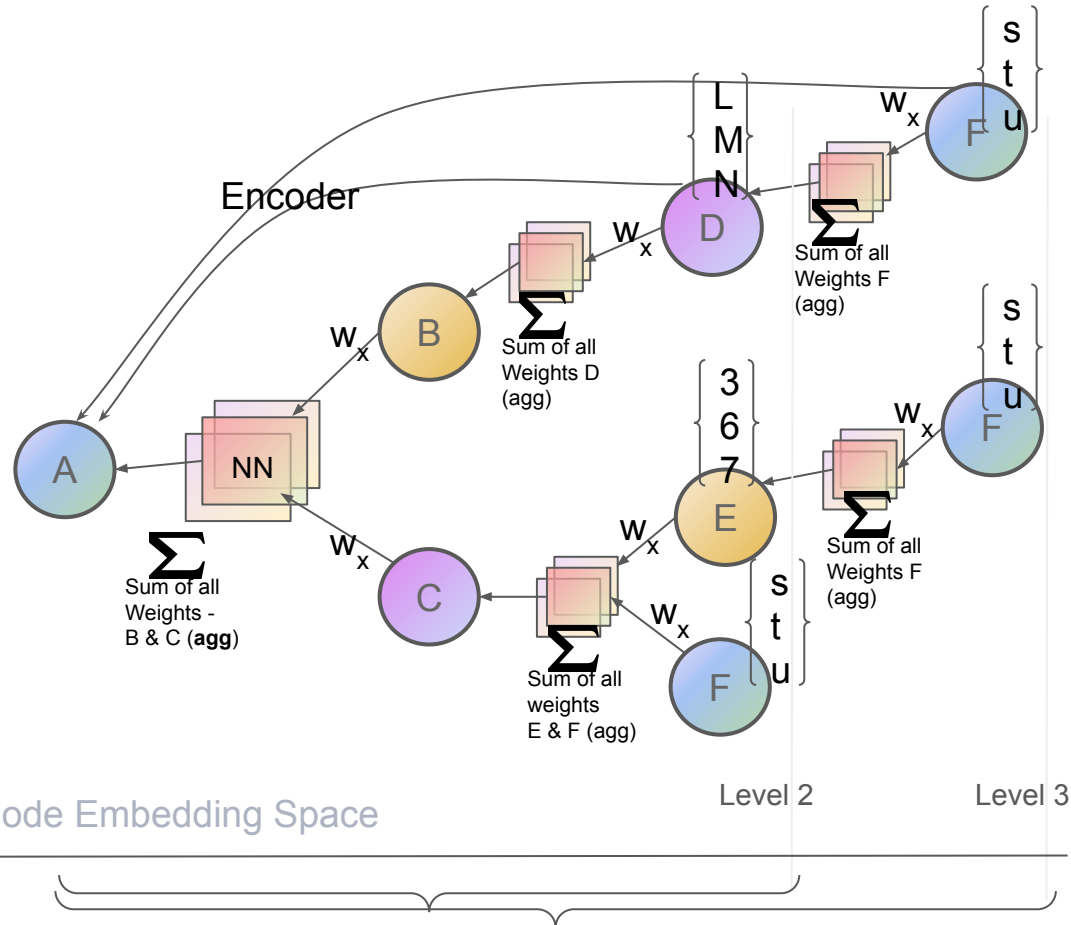 s
t
u
F
w
x
L
M
N
D
w
x
Sum of all
Weights F
(agg)
Encoder
B
w
x
Sum of all
Weights D
(agg)
s
t
u
F
w
x
3
6
7
E
Sum of all
Weights F
(agg)
A
NN
Sum of all
Weights -
B & C (agg)
w
x
C
w
x
w
x
s
t
u
F
Sum of all
weights
E & F (agg)
Σ
Σ
Σ
Σ
Σ
Level 2
Level 3
ode Embedding Space